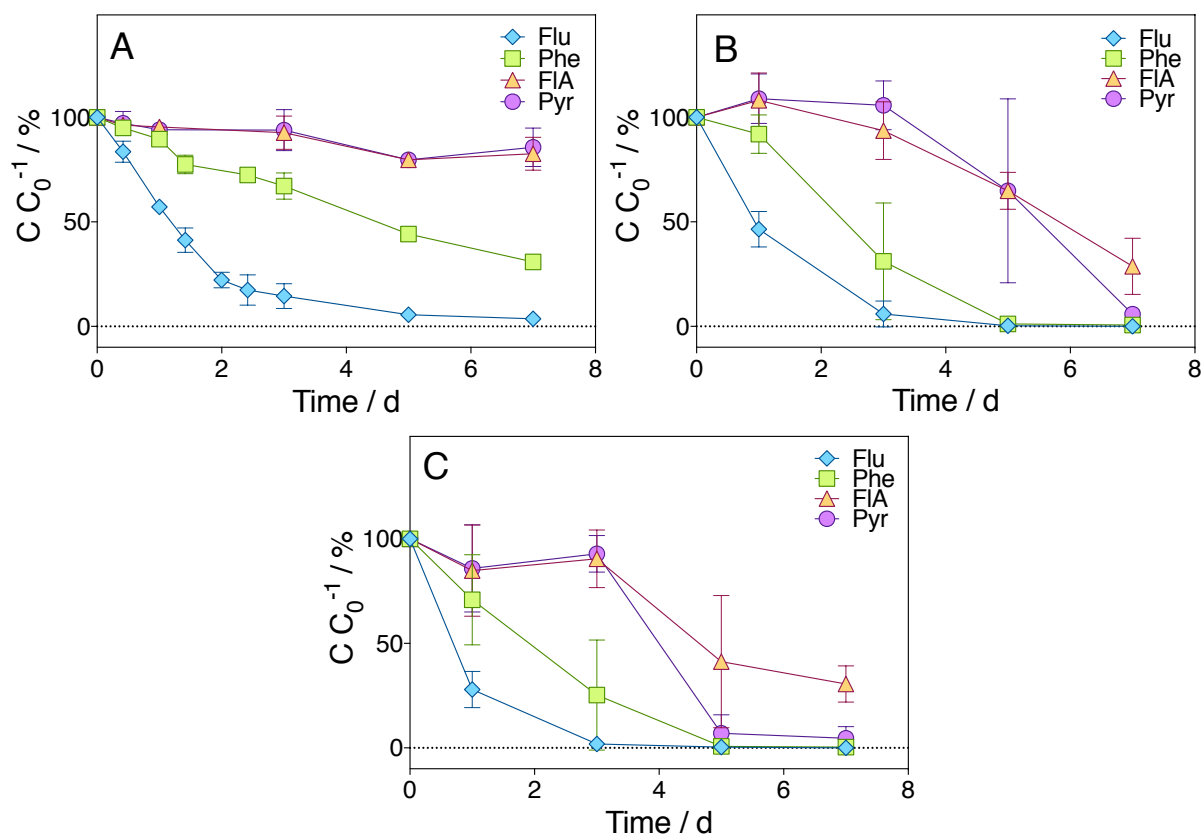 A
Flu
Phe
FlA
Pyr
C C₀⁻¹ / %
100
50
0
0 2 4 6 8
Time / d
B
Flu
Phe
FlA
Pyr
C C₀⁻¹ / %
100
50
0
0 2 4 6 8
Time / d
C
Flu
Phe
FlA
Pyr
C C₀⁻¹ / %
100
50
0
0 2 4 6 8
Time / d